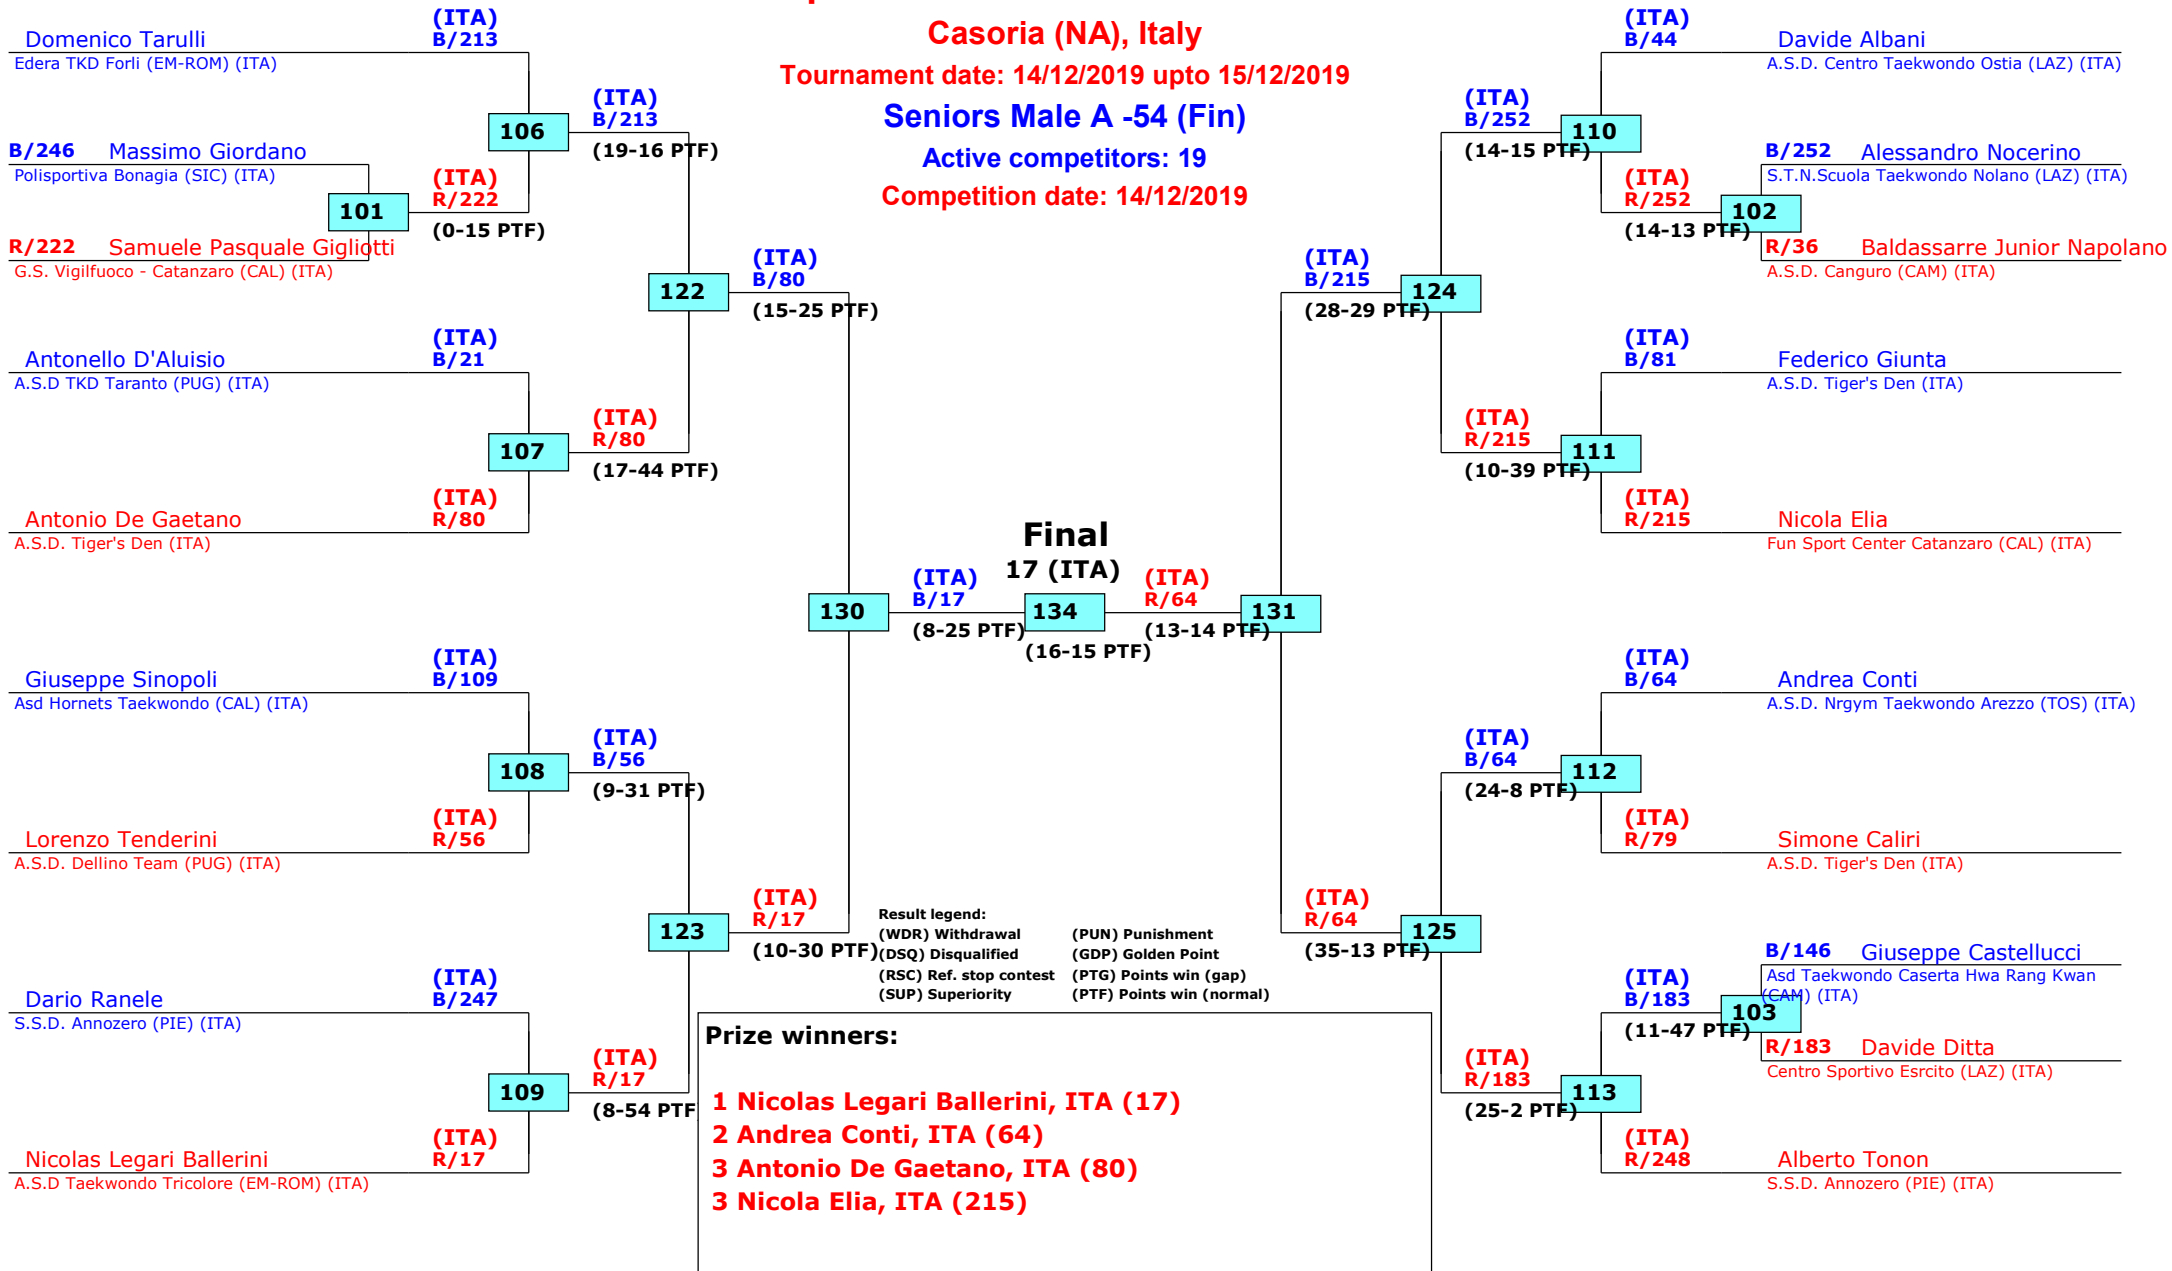 Casoria (NA), Italy
Tournament date: 14/12/2019 upto 15/12/2019
Seniors Male A -54 (Fin)
Active competitors: 19
Competition date: 14/12/2019
(ITA)
Domenico Tarulli B/213
Edera TKD Forli (EM-ROM) (ITA)
(ITA)
B/213
106
(19-16 PTF)
B/246 Massimo Giordano
Polisportiva Bonagia (SIC) (ITA)
(ITA)
R/222
101
(0-15 PTF)
R/222 Samuele Pasquale Gigliotti
G.S. Vigilfuoco - Catanzaro (CAL) (ITA)
(ITA)
B/80
122
(15-25 PTF)
(ITA)
Antonello D'Aluisio B/21
A.S.D TKD Taranto (PUG) (ITA)
(ITA)
R/80
107
(17-44 PTF)
(ITA)
Antonio De Gaetano R/80
A.S.D. Tiger's Den (ITA)
(ITA)
B/17
130
(8-25 PTF)
(ITA)
Giuseppe Sinopoli B/109
Asd Hornets Taekwondo (CAL) (ITA)
(ITA)
B/56
108
(9-31 PTF)
(ITA)
Lorenzo Tenderini R/56
A.S.D. Dellino Team (PUG) (ITA)
(ITA)
R/17
123
(10-30 PTF)
(ITA)
Dario Ranele B/247
S.S.D. Annozero (PIE) (ITA)
(ITA)
R/17
109
(8-54 PTF
(ITA)
Nicolas Legari Ballerini R/17
A.S.D Taekwondo Tricolore (EM-ROM) (ITA)
Final
17 (ITA)
134
(16-15 PTF)
(ITA)
B/44 Davide Albani
A.S.D. Centro Taekwondo Ostia (LAZ) (ITA)
(ITA)
B/252
110
(14-15 PTF)
B/252 Alessandro Nocerino
S.T.N.Scuola Taekwondo Nolano (LAZ) (ITA)
(ITA)
R/252
102
(14-13 PTF)
R/36 Baldassarre Junior Napolano
A.S.D. Canguro (CAM) (ITA)
(ITA)
B/215
124
(28-29 PTF)
(ITA)
B/81 Federico Giunta
A.S.D. Tiger's Den (ITA)
(ITA)
R/215
111
(10-39 PTF)
(ITA)
R/215 Nicola Elia
Fun Sport Center Catanzaro (CAL) (ITA)
(ITA)
R/64
131
(13-14 PTF)
(ITA)
B/64 Andrea Conti
A.S.D. Nrgym Taekwondo Arezzo (TOS) (ITA)
(ITA)
B/64
112
(24-8 PTF)
(ITA)
R/79 Simone Caliri
A.S.D. Tiger's Den (ITA)
(ITA)
R/64
125
(35-13 PTF)
B/146 Giuseppe Castellucci
Asd Taekwondo Caserta Hwa Rang Kwan
(CAM) (ITA)
(ITA)
B/183
103
(11-47 PTF)
R/183 Davide Ditta
Centro Sportivo Esrcito (LAZ) (ITA)
(ITA)
R/183
113
(25-2 PTF)
(ITA)
R/248 Alberto Tonon
S.S.D. Annozero (PIE) (ITA)
Result legend:
(WDR) Withdrawal (PUN) Punishment
(DSQ) Disqualified (GDP) Golden Point
(RSC) Ref. stop contest (PTG) Points win (gap)
(SUP) Superiority (PTF) Points win (normal)
Prize winners:
1 Nicolas Legari Ballerini, ITA (17)
2 Andrea Conti, ITA (64)
3 Antonio De Gaetano, ITA (80)
3 Nicola Elia, ITA (215)